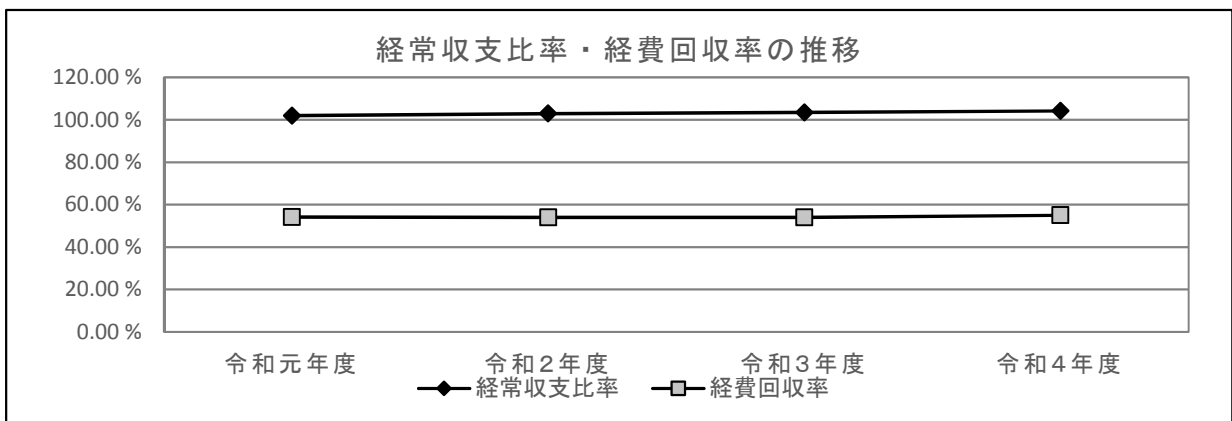 経常収支比率・経費回収率の推移
120.00 %
100.00 %
80.00 %
60.00 %
40.00 %
20.00 %
0.00 %
令和元年度 令和２年度 令和３年度 令和４年度
経常収支比率 経費回収率